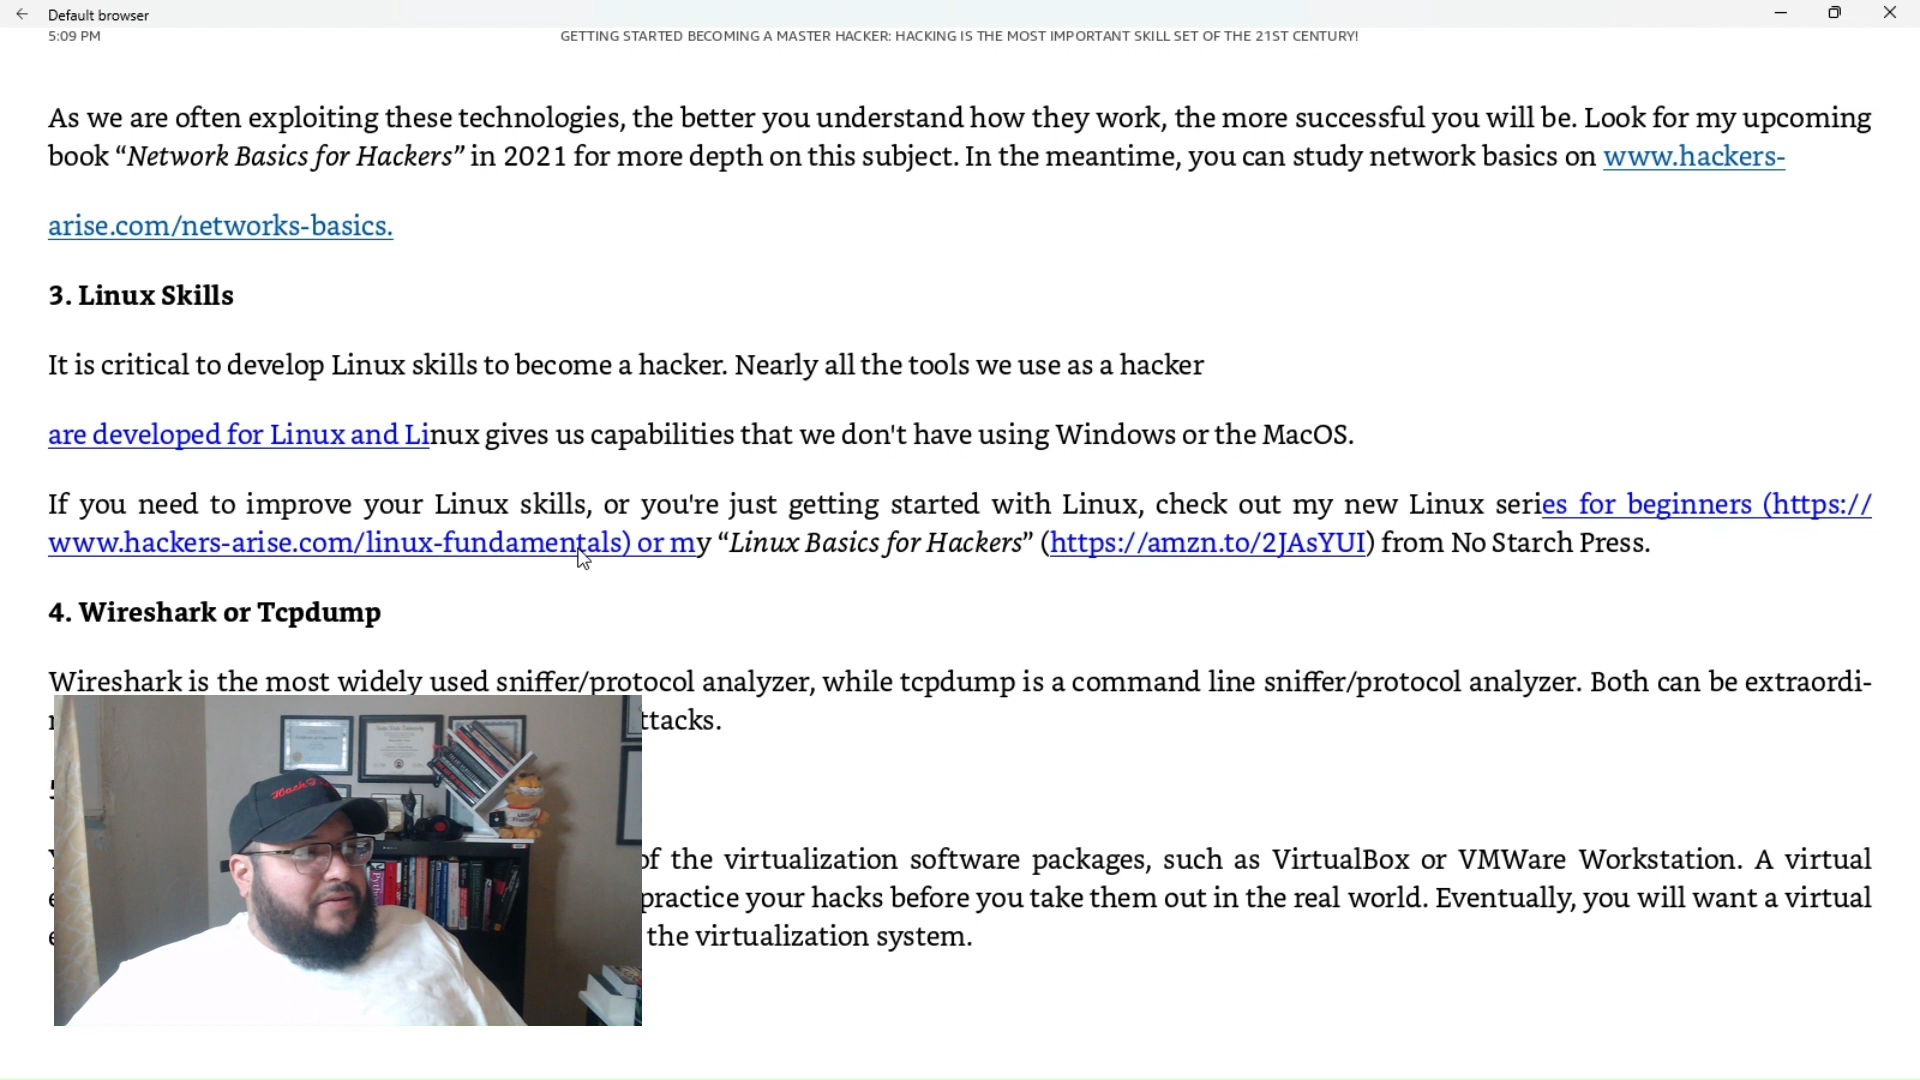 Default browser
5:09 PM
GETTING STARTED BECOMING A MASTER HACKER: HACKING IS THE MOST IMPORTANT SKILL SET OF THE 21ST CENTURY!
As we are often exploiting these technologies, the better you understand how they work, the more successful you will be. Look for my upcoming
book “Network Basics for Hackers” in 2021 for more depth on this subject. In the meantime, you can study network basics on www.hackers-
arise.com/networks-basics.
3. Linux Skills
It is critical to develop Linux skills to become a hacker. Nearly all the tools we use as a hacker
are developed for Linux and Linux gives us capabilities that we don't have using Windows or the MacOS.
If you need to improve your Linux skills, or you're just getting started with Linux, check out my new Linux series for beginners (https://
www.hackers-arise.com/linux-fundamentals) or my “Linux Basics for Hackers” (https://amzn.to/2JAsYUI) from No Starch Press.
4. Wireshark or Tcpdump
Wireshark is the most widely used sniffer/protocol analyzer, while tcpdump is a command line sniffer/protocol analyzer. Both can be extraordi-
ttacks.
of the virtualization software packages, such as VirtualBox or VMWare Workstation. A virtual
practice your hacks before you take them out in the real world. Eventually, you will want a virtual
the virtualization system.